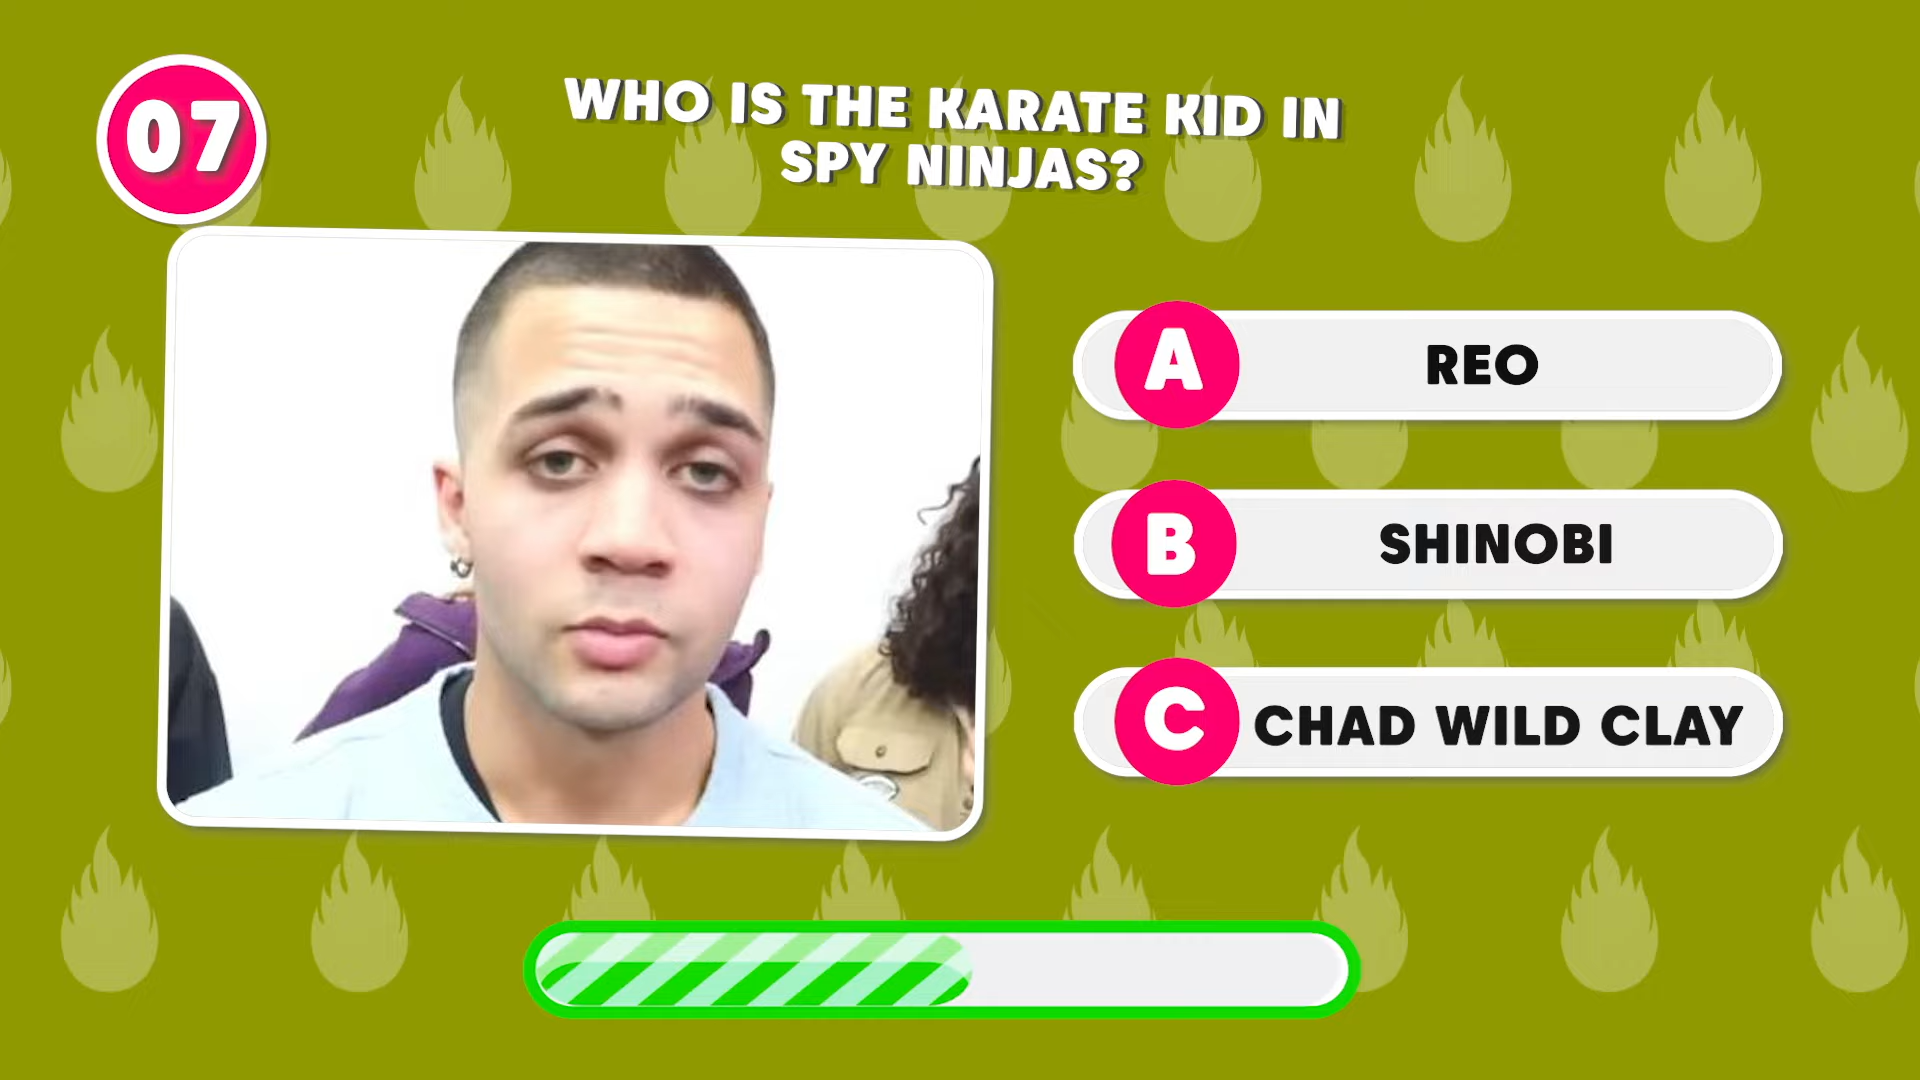 07
WHO IS THE KARATE KID IN
SPY NINJAS?
A
REO
B
SHINOBI
C
CHAD WILD CLAY